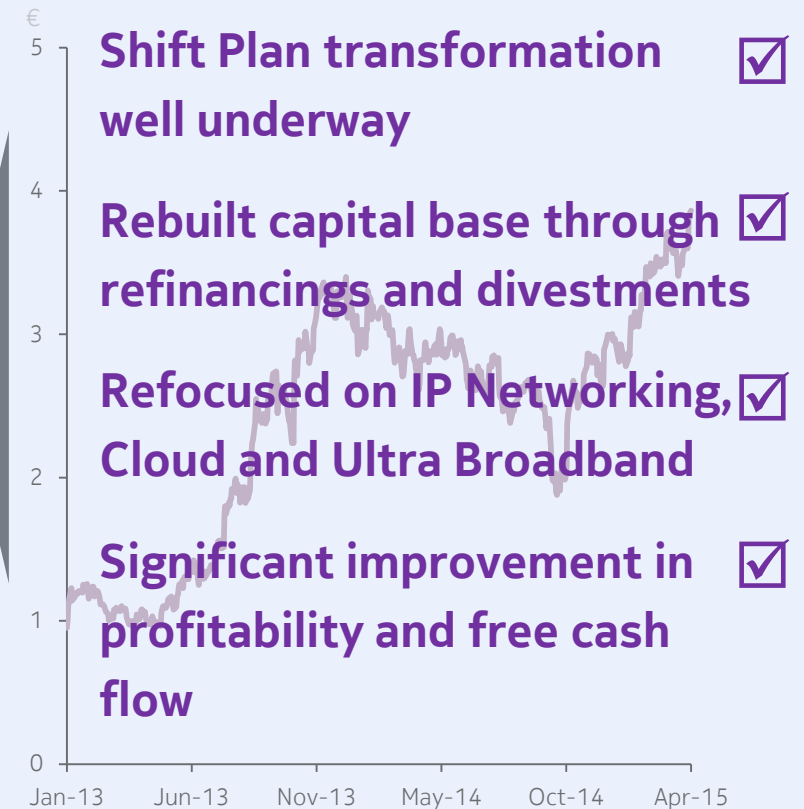 €
5
Shift Plan transformation
well underway
4
Rebuilt capital base through
refinancings and divestments
3
Refocused on IP Networking,
Cloud and Ultra Broadband
2
Significant improvement in
1
profitability and free cash
flow
0
Jan-13 Jun-13 Nov-13 May-14 Oct-14 Apr-15